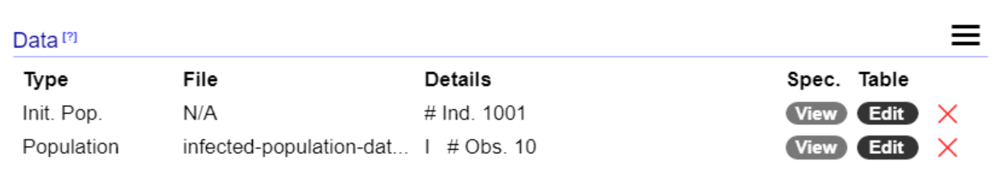 Data [?]
Type File Details Spec. Table
Init. Pop. N/A # Ind. 1001 View Edit
Population infected-population-dat... I # Obs. 10 View Edit